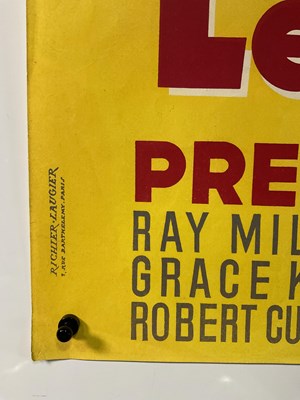 Le
PRE
RAY MIL
GRACE K
ROBERT CU
RICHIER-LAUGIER
7, RUE BARTHELEMY-PARIS